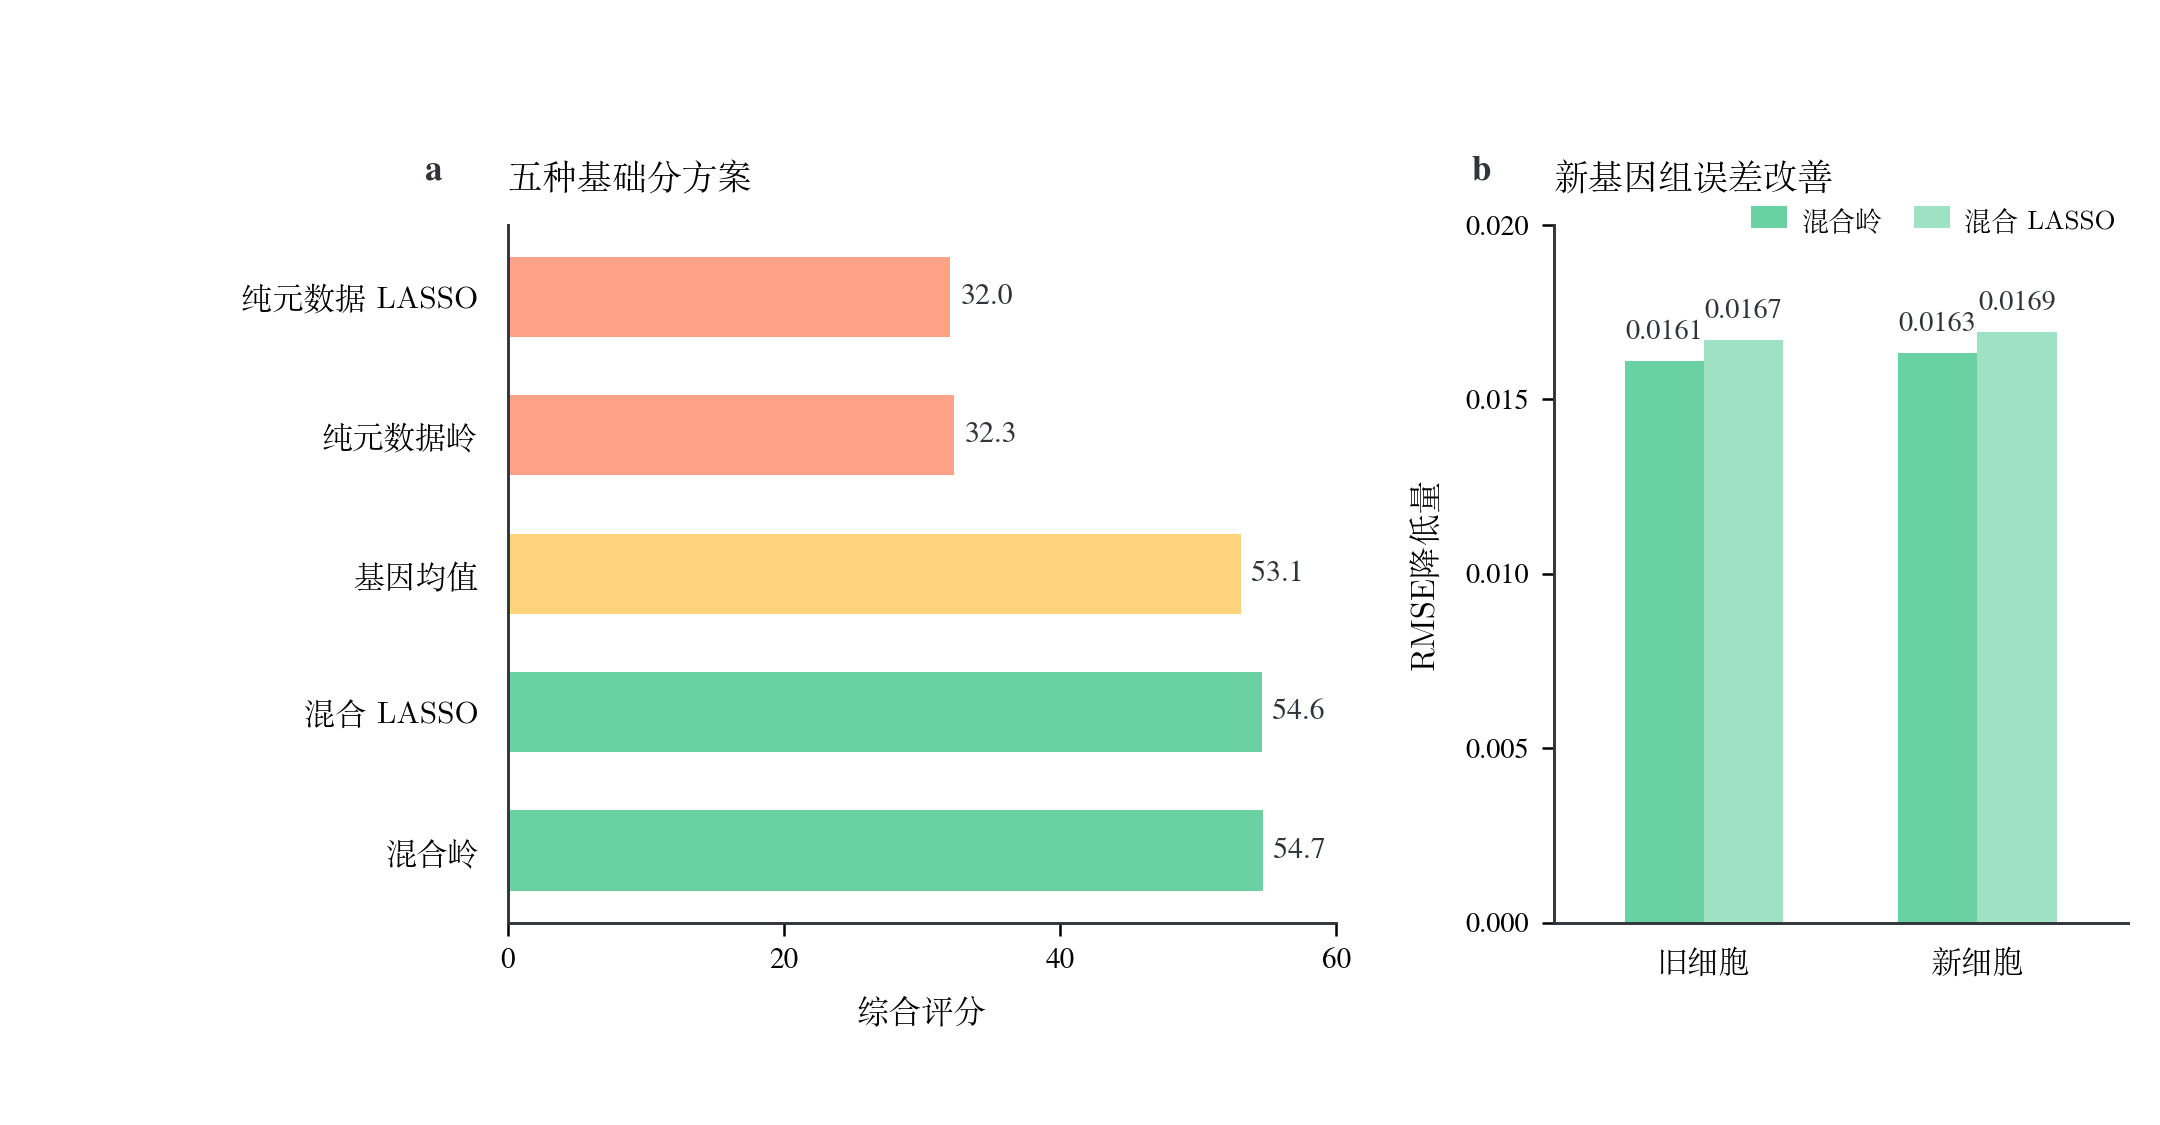 a 五种基础分方案
纯元数据 LASSO 32.0
纯元数据岭 32.3
基因均值 53.1
混合 LASSO 54.6
混合岭 54.7
0 20 40 60
综合评分
b 新基因组误差改善
混合岭 混合 LASSO
0.020
0.015
0.010
0.005
0.000
RMSE降低量
0.0161 0.0167 0.0163 0.0169
旧细胞 新细胞